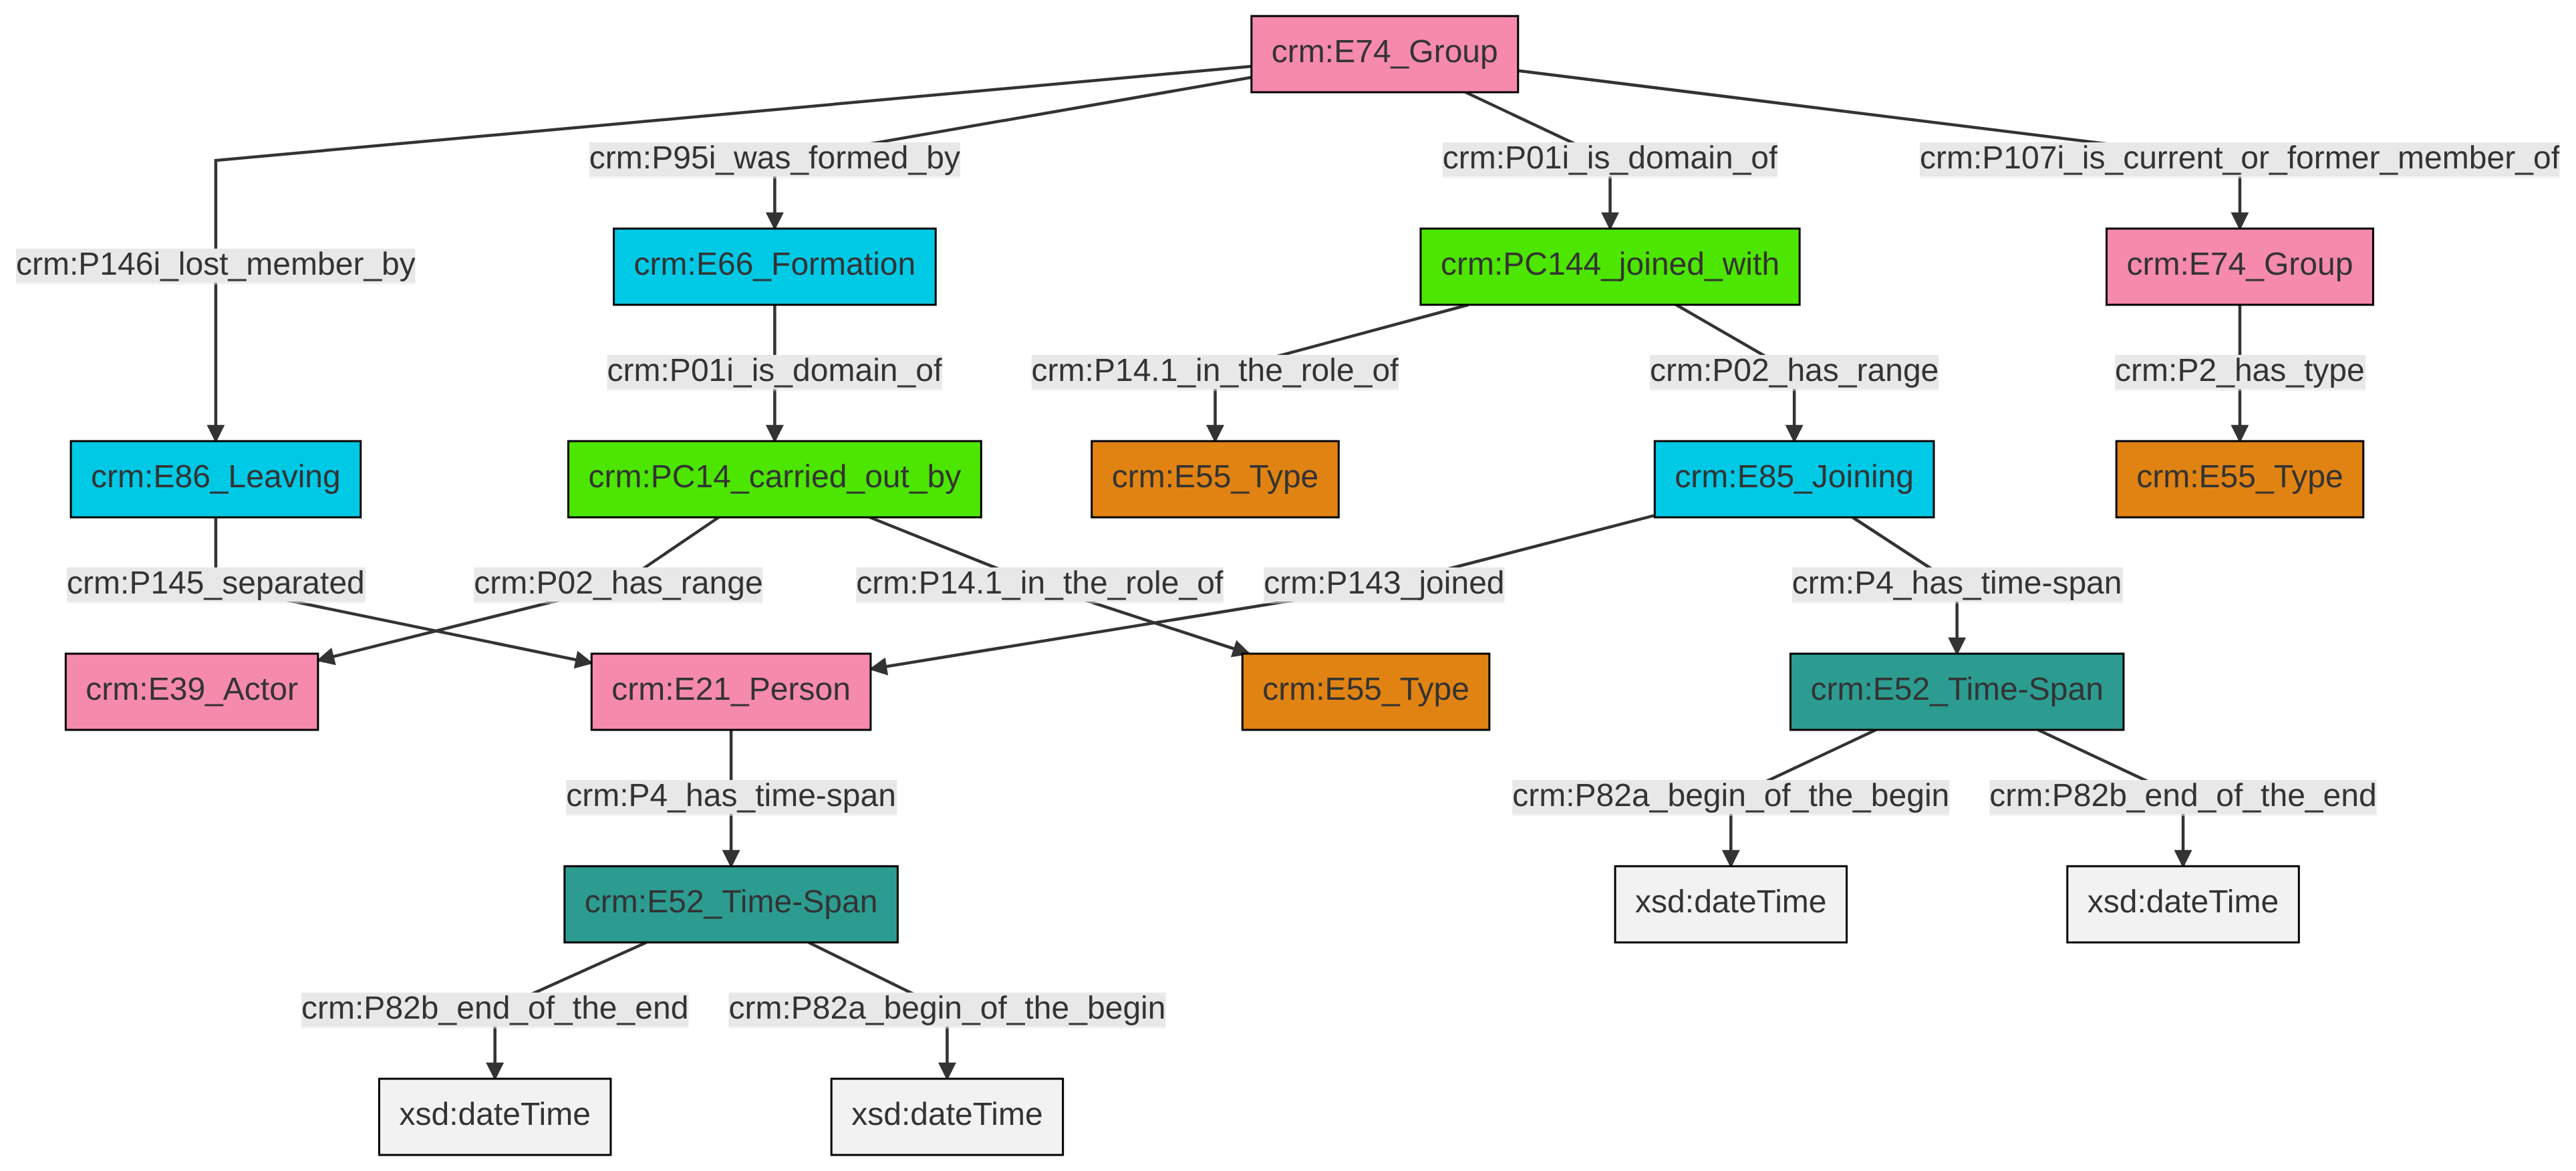 crm:E74_Group
crm:P95i_was_formed_by
crm:P01i_is_domain_of
crm:P107i_is_current_or_former_member_of
crm:P146i_lost_member_by
crm:E66_Formation
crm:PC144_joined_with
crm:E74_Group
crm:P01i_is_domain_of
crm:P14.1_in_the_role_of
crm:P02_has_range
crm:P2_has_type
crm:E86_Leaving
crm:PC14_carried_out_by
crm:E55_Type
crm:E85_Joining
crm:E55_Type
crm:P145_separated
crm:P02_has_range
crm:P14.1_in_the_role_of
crm:P143_joined
crm:P4_has_time-span
crm:E39_Actor
crm:E21_Person
crm:E55_Type
crm:E52_Time-Span
crm:P4_has_time-span
crm:P82a_begin_of_the_begin
crm:P82b_end_of_the_end
crm:E52_Time-Span
xsd:dateTime
xsd:dateTime
crm:P82b_end_of_the_end
crm:P82a_begin_of_the_begin
xsd:dateTime
xsd:dateTime